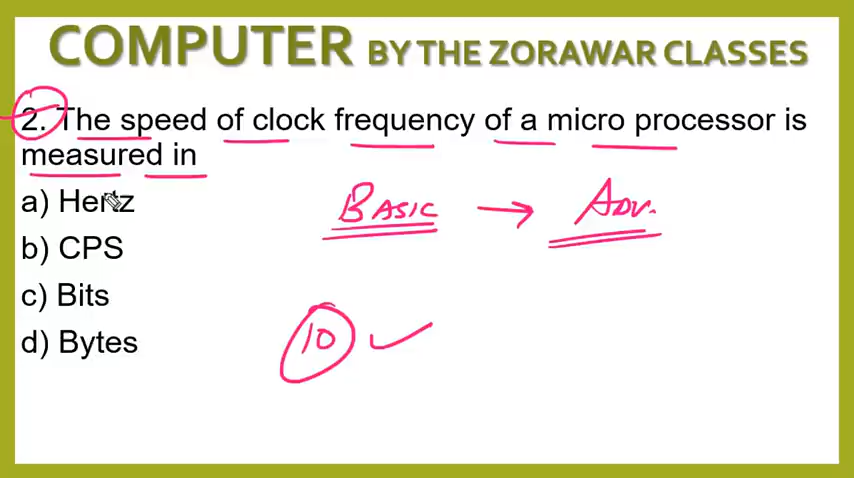 COMPUTER BY THE ZORAWAR CLASSES
2. The speed of clock frequency of a micro processor is
measured in
a) Hertz
BASIC → ADV.
b) CPS
c) Bits
10 ✓
d) Bytes